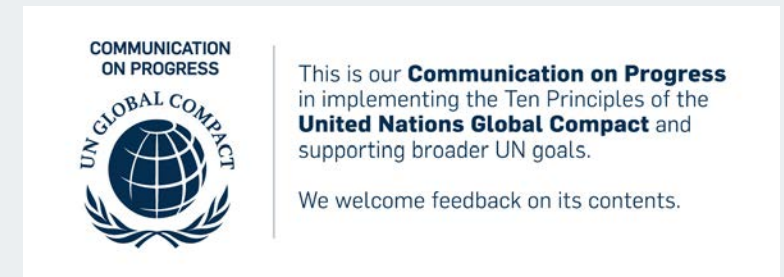 COMMUNICATION
ON PROGRESS
UN GLOBAL COMPACT
This is our Communication on Progress
in implementing the Ten Principles of the
United Nations Global Compact and
supporting broader UN goals.
We welcome feedback on its contents.